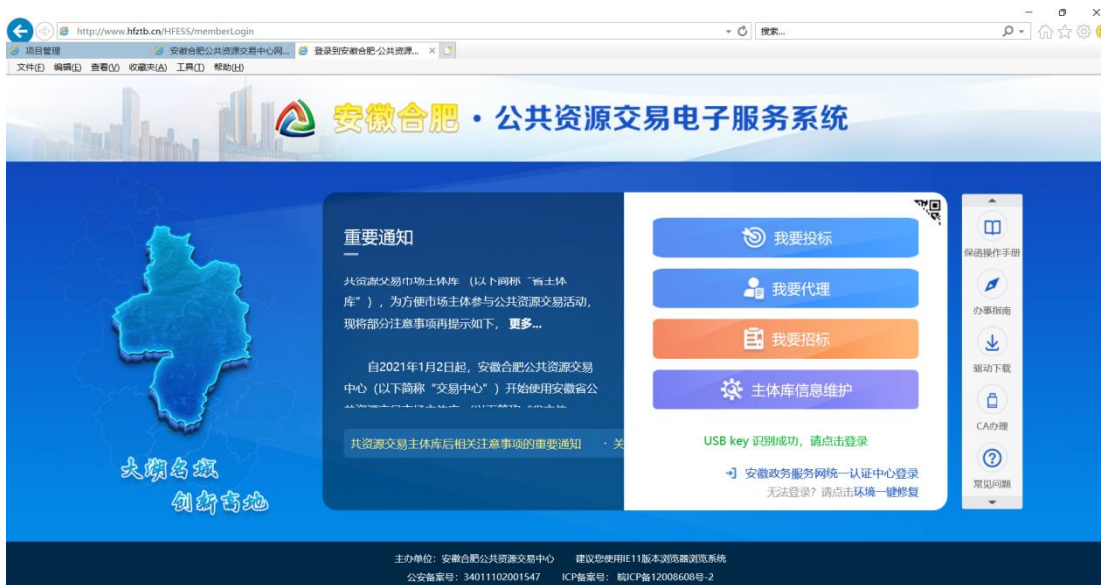 http://www.hfztb.cn/HFESS/memberLogin
搜索...
项目管理
安徽合肥公共资源交易中心网...
登录到安徽合肥·公共资源...
文件(F) 编辑(E) 查看(V) 收藏夹(A) 工具(T) 帮助(H)
安徽合肥·公共资源交易电子服务系统
大湖名城
创新高地
重要通知
共资源交易市场主体库（以下简称“省主体
库”），为方便市场主体参与公共资源交易活动，
现将部分注意事项再提示如下， 更多...
自2021年1月2日起，安徽合肥公共资源交易
中心（以下简称“交易中心”）开始使用安徽省公
共资源交易主体库后相关注意事项的重要通知 · 关
我要投标
我要代理
我要招标
主体库信息维护
USB key 识别成功，请点击登录
安徽政务服务网统一认证中心登录
无法登录？请点击环境一键修复
保函操作手册
办事指南
驱动下载
CA办理
常见问题
主办单位：安徽合肥公共资源交易中心 建议您使用IE11版本浏览器浏览系统
公安备案号：34011102001547 ICP备案号：皖ICP备12008608号-2